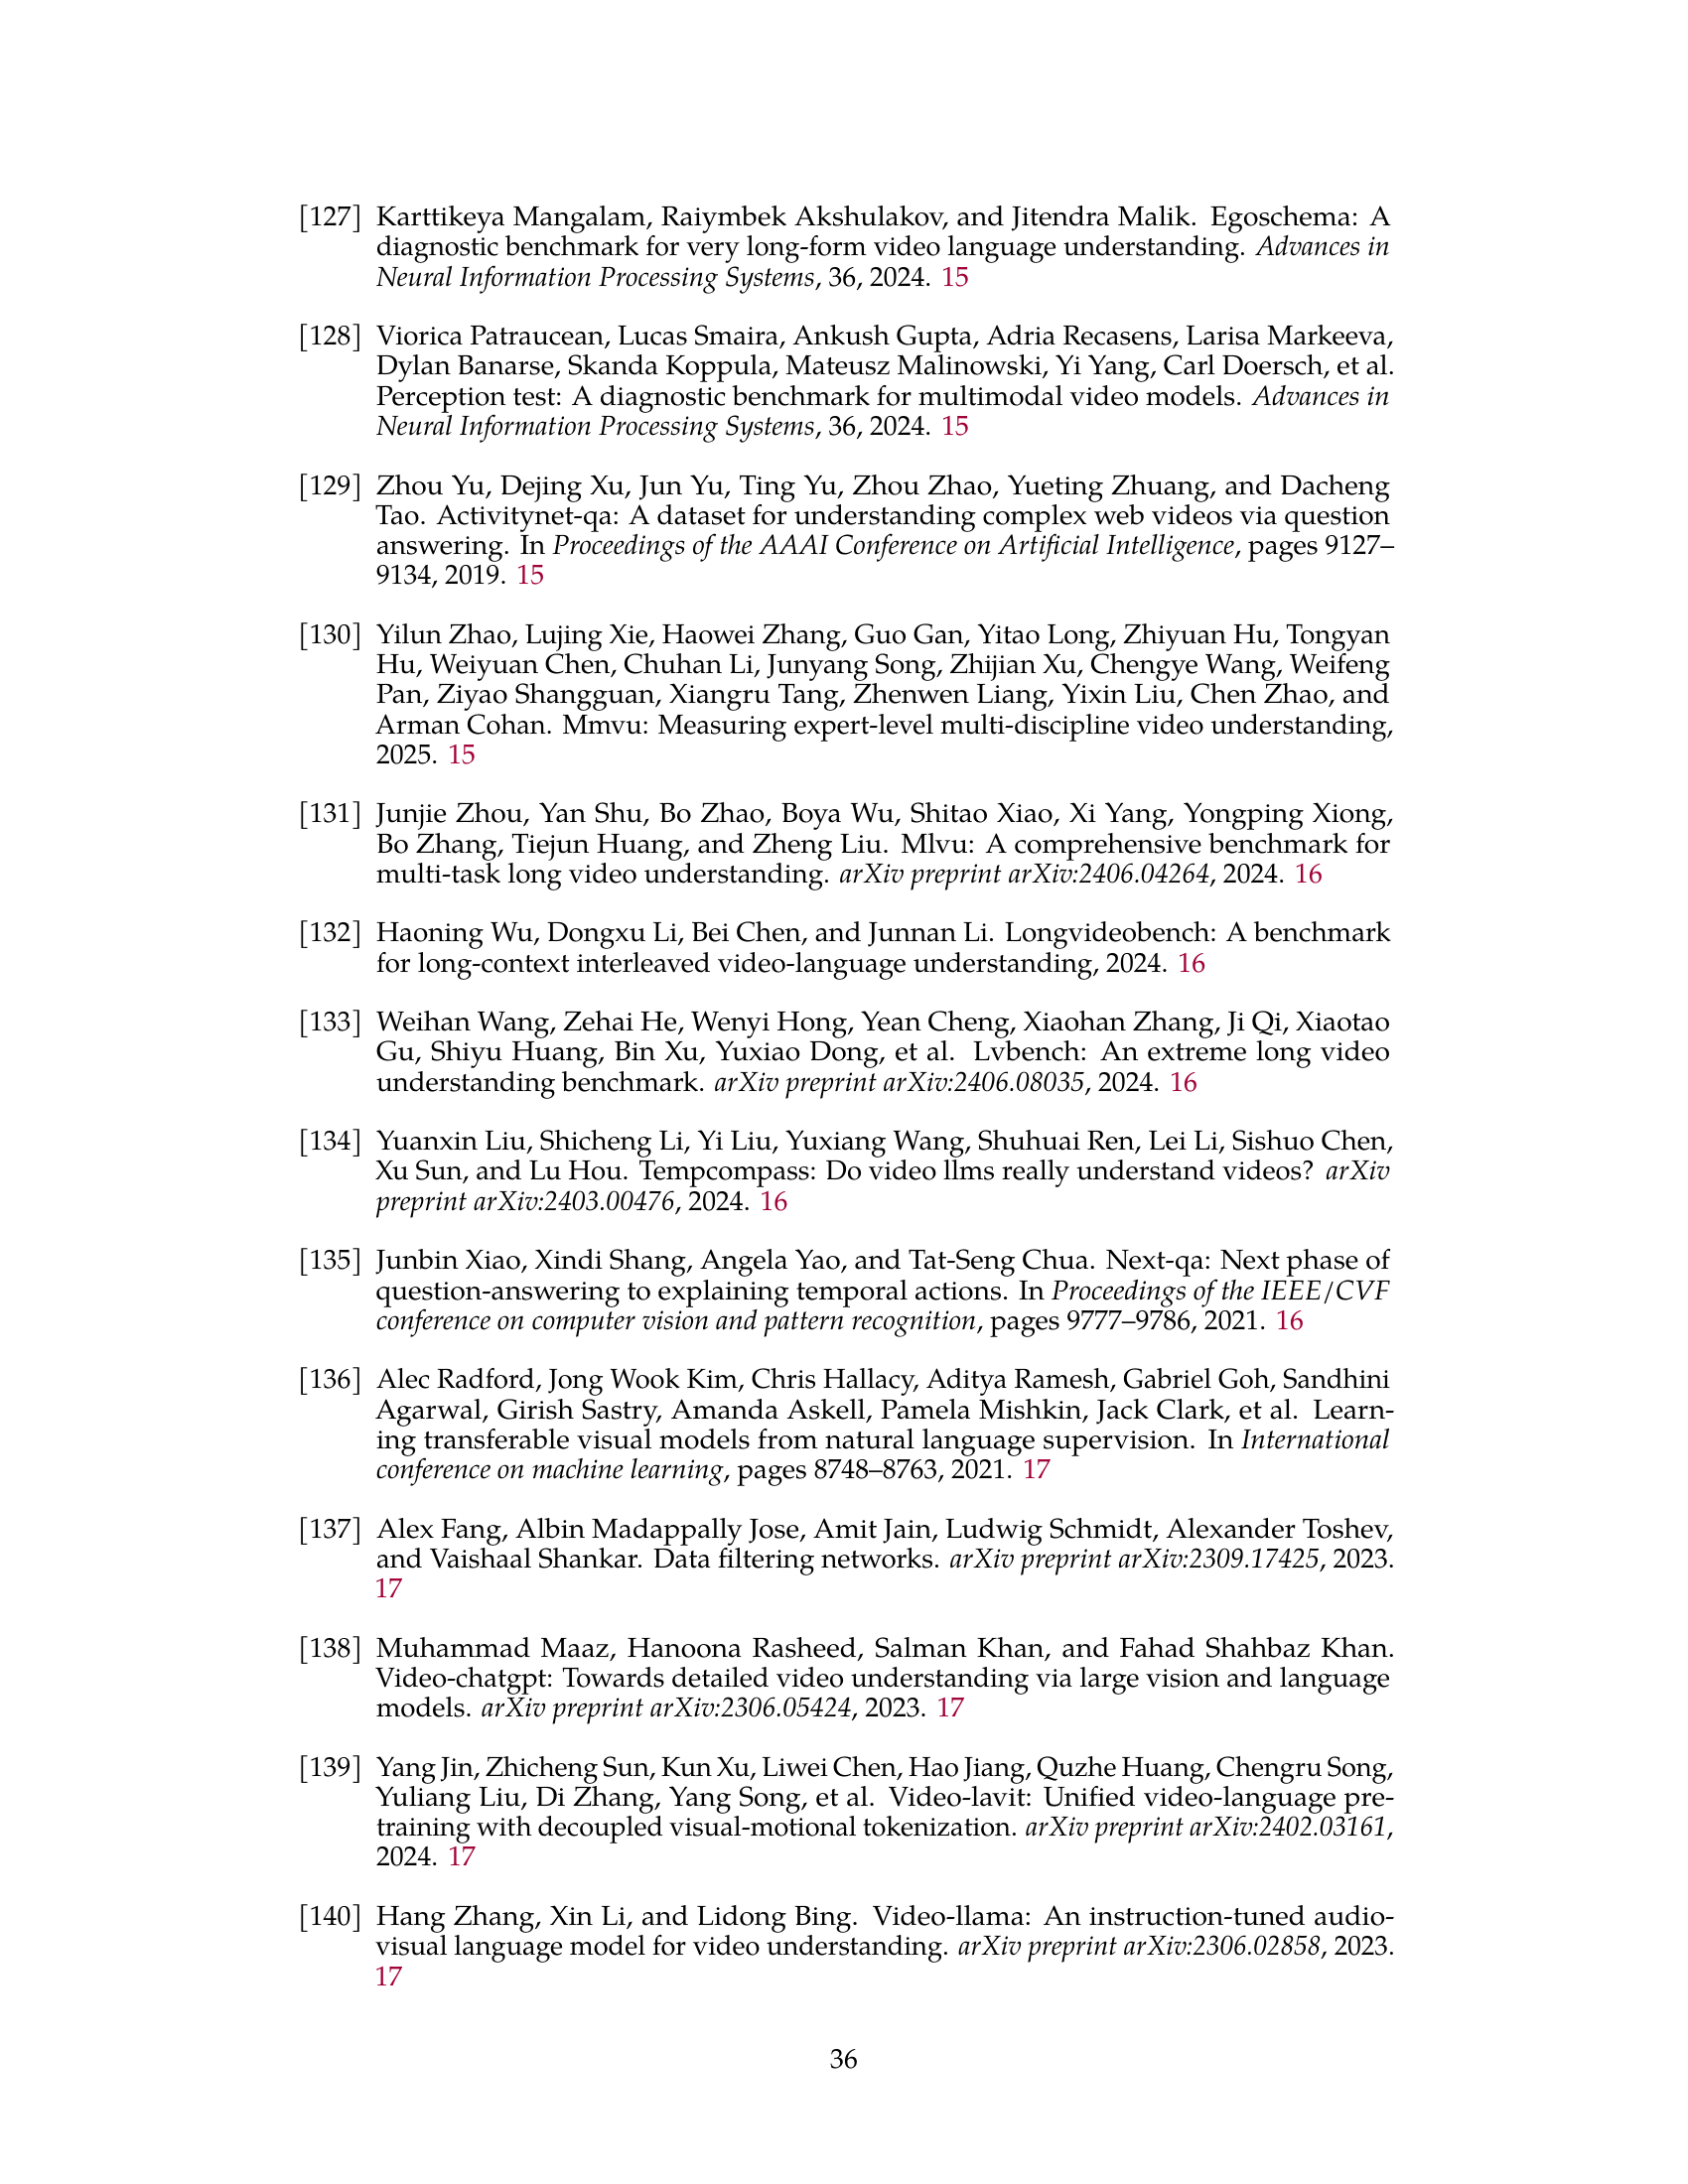 [127] Karttikeya Mangalam, Raiymbek Akshulakov, and Jitendra Malik. Egoschema: A
diagnostic benchmark for very long-form video language understanding. Advances in
Neural Information Processing Systems, 36, 2024. 15
[128] Viorica Patraucean, Lucas Smaira, Ankush Gupta, Adria Recasens, Larisa Markeeva,
Dylan Banarse, Skanda Koppula, Mateusz Malinowski, Yi Yang, Carl Doersch, et al.
Perception test: A diagnostic benchmark for multimodal video models. Advances in
Neural Information Processing Systems, 36, 2024. 15
[129] Zhou Yu, Dejing Xu, Jun Yu, Ting Yu, Zhou Zhao, Yueting Zhuang, and Dacheng
Tao. Activitynet-qa: A dataset for understanding complex web videos via question
answering. In Proceedings of the AAAI Conference on Artificial Intelligence, pages 9127–
9134, 2019. 15
[130] Yilun Zhao, Lujing Xie, Haowei Zhang, Guo Gan, Yitao Long, Zhiyuan Hu, Tongyan
Hu, Weiyuan Chen, Chuhan Li, Junyang Song, Zhijian Xu, Chengye Wang, Weifeng
Pan, Ziyao Shangguan, Xiangru Tang, Zhenwen Liang, Yixin Liu, Chen Zhao, and
Arman Cohan. Mmvu: Measuring expert-level multi-discipline video understanding,
2025. 15
[131] Junjie Zhou, Yan Shu, Bo Zhao, Boya Wu, Shitao Xiao, Xi Yang, Yongping Xiong,
Bo Zhang, Tiejun Huang, and Zheng Liu. Mlvu: A comprehensive benchmark for
multi-task long video understanding. arXiv preprint arXiv:2406.04264, 2024. 16
[132] Haoning Wu, Dongxu Li, Bei Chen, and Junnan Li. Longvideobench: A benchmark
for long-context interleaved video-language understanding, 2024. 16
[133] Weihan Wang, Zehai He, Wenyi Hong, Yean Cheng, Xiaohan Zhang, Ji Qi, Xiaotao
Gu, Shiyu Huang, Bin Xu, Yuxiao Dong, et al. Lvbench: An extreme long video
understanding benchmark. arXiv preprint arXiv:2406.08035, 2024. 16
[134] Yuanxin Liu, Shicheng Li, Yi Liu, Yuxiang Wang, Shuhuai Ren, Lei Li, Sishuo Chen,
Xu Sun, and Lu Hou. Tempcompass: Do video llms really understand videos? arXiv
preprint arXiv:2403.00476, 2024. 16
[135] Junbin Xiao, Xindi Shang, Angela Yao, and Tat-Seng Chua. Next-qa: Next phase of
question-answering to explaining temporal actions. In Proceedings of the IEEE/CVF
conference on computer vision and pattern recognition, pages 9777–9786, 2021. 16
[136] Alec Radford, Jong Wook Kim, Chris Hallacy, Aditya Ramesh, Gabriel Goh, Sandhini
Agarwal, Girish Sastry, Amanda Askell, Pamela Mishkin, Jack Clark, et al. Learn-
ing transferable visual models from natural language supervision. In International
conference on machine learning, pages 8748–8763, 2021. 17
[137] Alex Fang, Albin Madappally Jose, Amit Jain, Ludwig Schmidt, Alexander Toshev,
and Vaishaal Shankar. Data filtering networks. arXiv preprint arXiv:2309.17425, 2023.
17
[138] Muhammad Maaz, Hanoona Rasheed, Salman Khan, and Fahad Shahbaz Khan.
Video-chatgpt: Towards detailed video understanding via large vision and language
models. arXiv preprint arXiv:2306.05424, 2023. 17
[139] Yang Jin, Zhicheng Sun, Kun Xu, Liwei Chen, Hao Jiang, Quzhe Huang, Chengru Song,
Yuliang Liu, Di Zhang, Yang Song, et al. Video-lavit: Unified video-language pre-
training with decoupled visual-motional tokenization. arXiv preprint arXiv:2402.03161,
2024. 17
[140] Hang Zhang, Xin Li, and Lidong Bing. Video-llama: An instruction-tuned audio-
visual language model for video understanding. arXiv preprint arXiv:2306.02858, 2023.
17
36